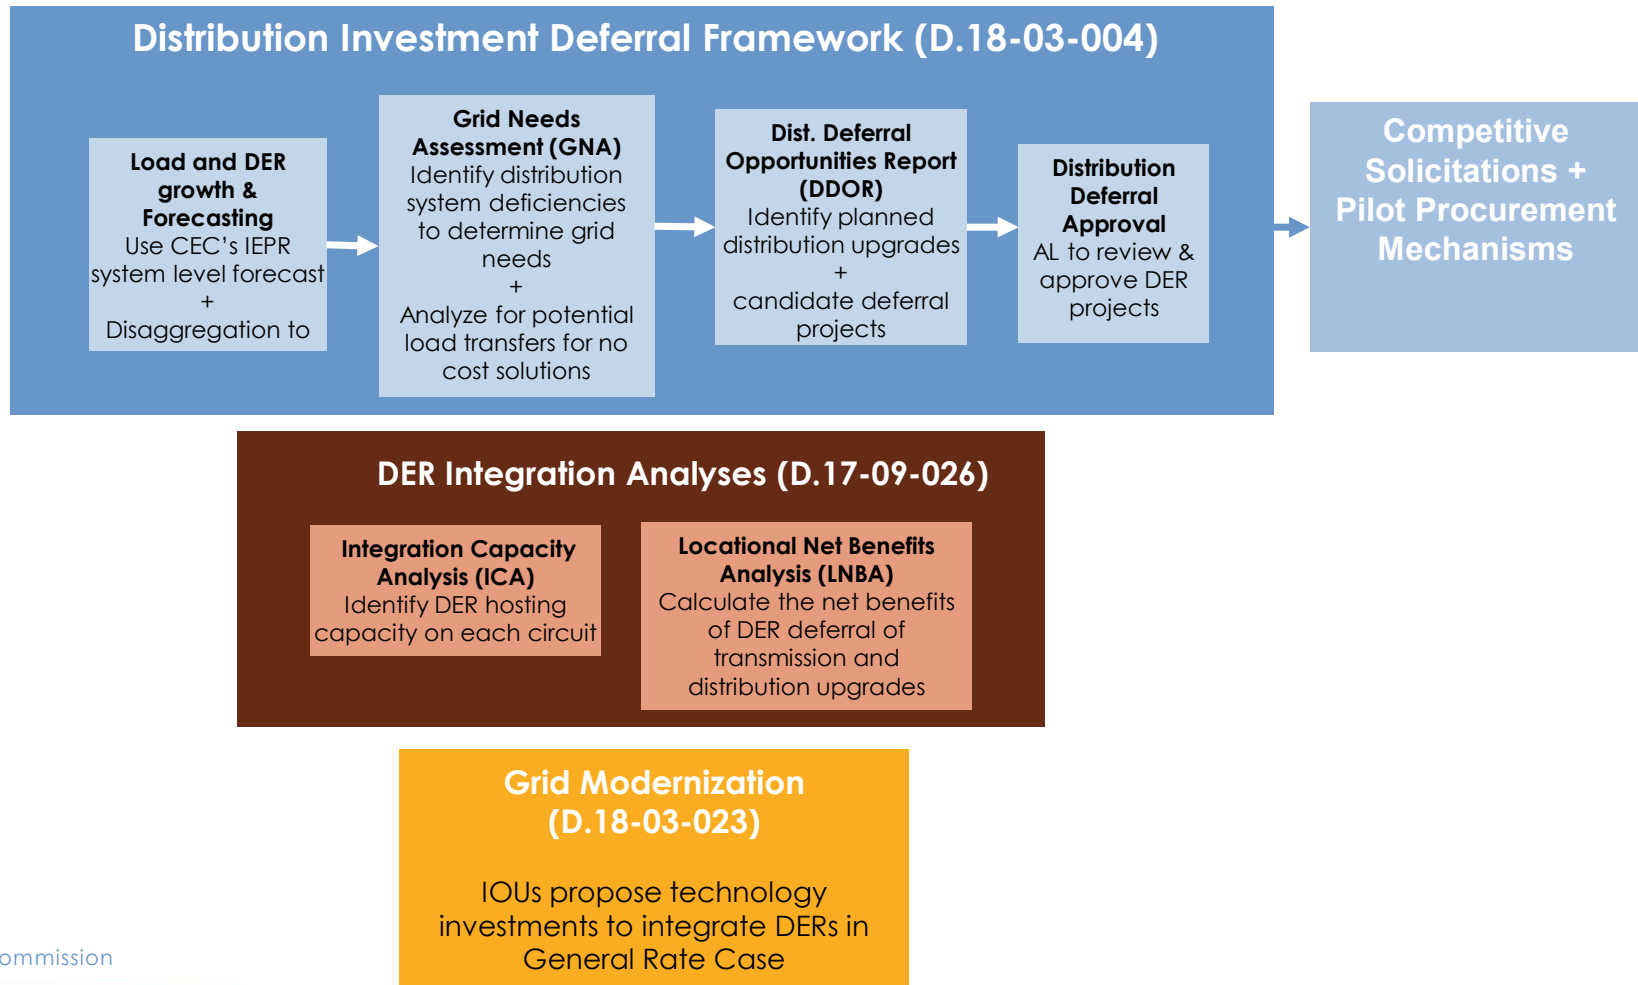 Distribution Investment Deferral Framework (D.18-03-004)
Load and DER
growth &
Forecasting
Use CEC's IEPR
system level forecast
+
Disaggregation to
Grid Needs
Assessment (GNA)
Identify distribution
system deficiencies
to determine grid
needs
+
Analyze for potential
load transfers for no
cost solutions
Dist. Deferral
Opportunities Report
(DDOR)
Identify planned
distribution upgrades
+
candidate deferral
projects
Distribution
Deferral
Approval
AL to review &
approve DER
projects
Competitive
Solicitations +
Pilot Procurement
Mechanisms
DER Integration Analyses (D.17-09-026)
Integration Capacity
Analysis (ICA)
Identify DER hosting
capacity on each circuit
Locational Net Benefits
Analysis (LNBA)
Calculate the net benefits
of DER deferral of
transmission and
distribution upgrades
Grid Modernization
(D.18-03-023)
IOUs propose technology
investments to integrate DERs in
General Rate Case
ommission